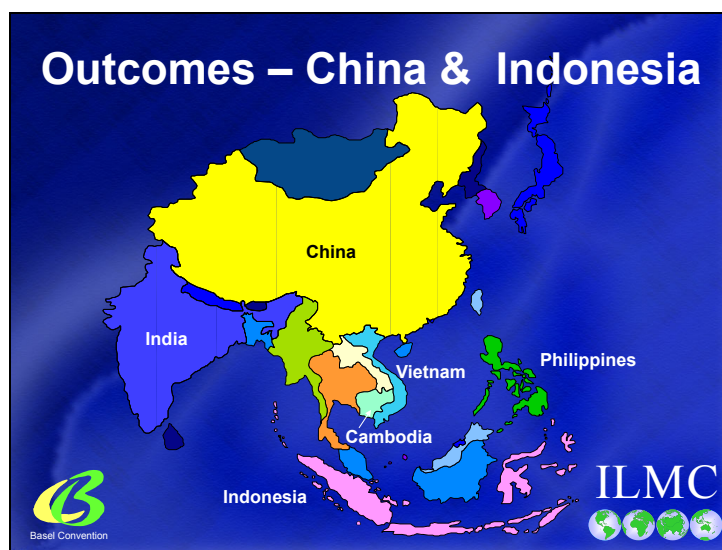 Outcomes – China & Indonesia
China
India
Vietnam
Philippines
Cambodia
Indonesia
Basel Convention
ILMC